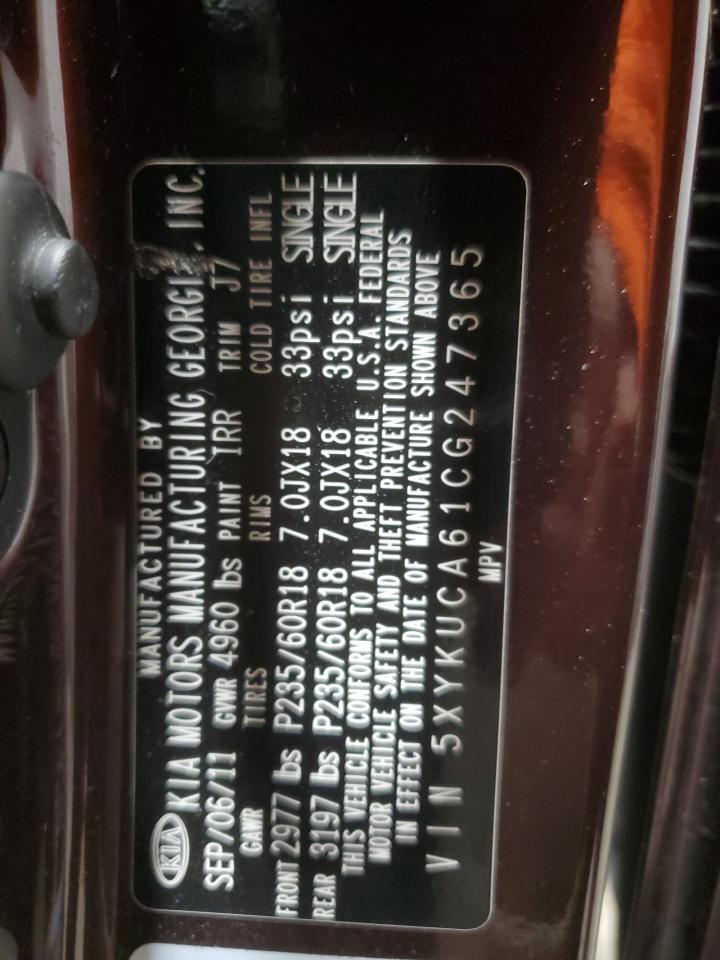 MANUFACTURED BY
KIA KIA MOTORS MANUFACTURING GEORGIA, INC.
SEP/06/11 GVWR 4960 lbs PAINT IRR TRIM J7
GAWR TIRES RIMS COLD TIRE INFL
FRONT 2977 lbs P235/60R18 7.0JX18 33psi SINGLE
REAR 3197 lbs P235/60R18 7.0JX18 33psi SINGLE
THIS VEHICLE CONFORMS TO ALL APPLICABLE U.S.A. FEDERAL
MOTOR VEHICLE SAFETY AND THEFT PREVENTION STANDARDS
IN EFFECT ON THE DATE OF MANUFACTURE SHOWN ABOVE
VIN 5XYKUCA61CG247365
MPV